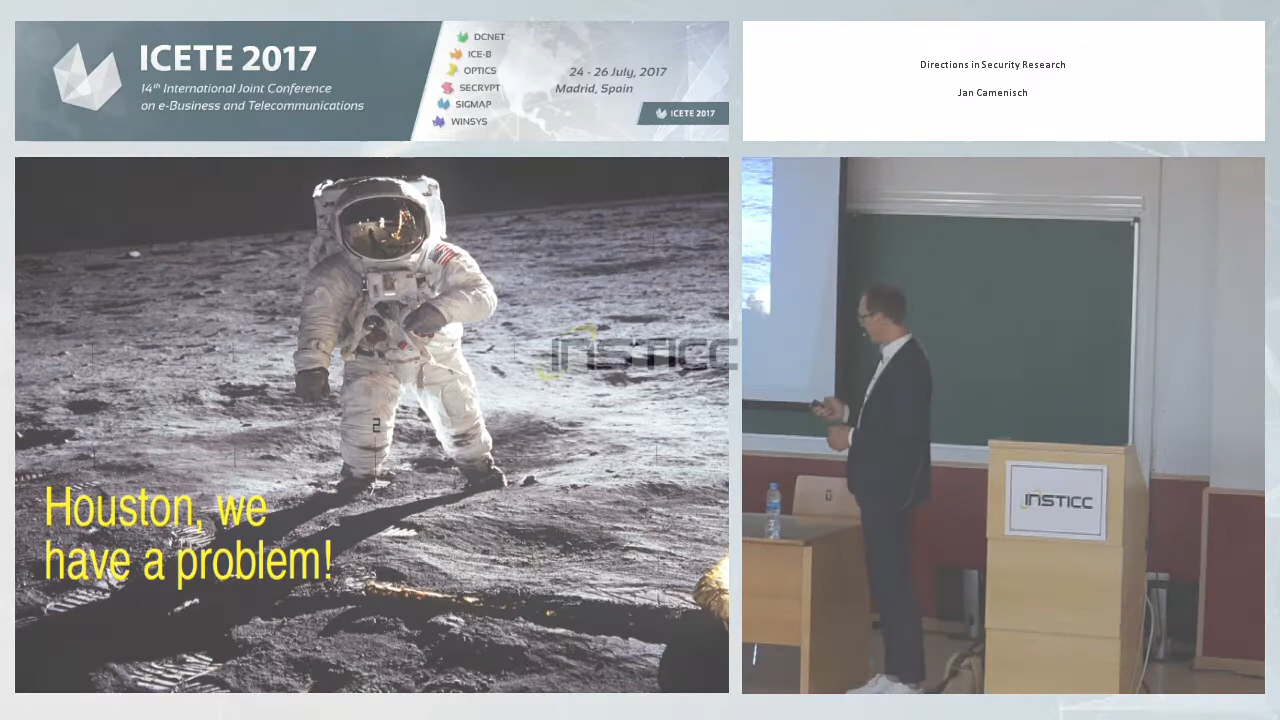 ICETE 2017
14th International Joint Conference
on e-Business and Telecommunications
DCNET
ICE-B
OPTICS
SECRYPT
SIGMAP
WINSYS
24 - 26 July, 2017
Madrid, Spain
ICETE 2017
Directions in Security Research
Jan Camenisch
INSTICC
2
Houston, we
have a problem!
INSTICC